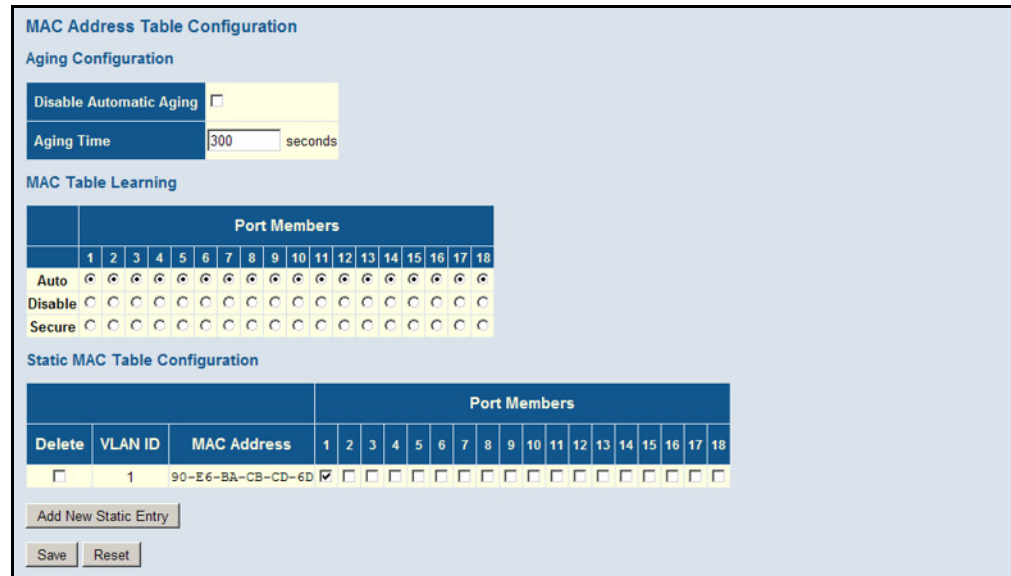 MAC Address Table Configuration
Aging Configuration
Disable Automatic Aging
Aging Time 300 seconds
MAC Table Learning
Port Members
1 2 3 4 5 6 7 8 9 10 11 12 13 14 15 16 17 18
Auto
Disable
Secure
Static MAC Table Configuration
Port Members
Delete VLAN ID MAC Address 1 2 3 4 5 6 7 8 9 10 11 12 13 14 15 16 17 18
1 90-E6-BA-CB-CD-6D
Add New Static Entry
Save Reset